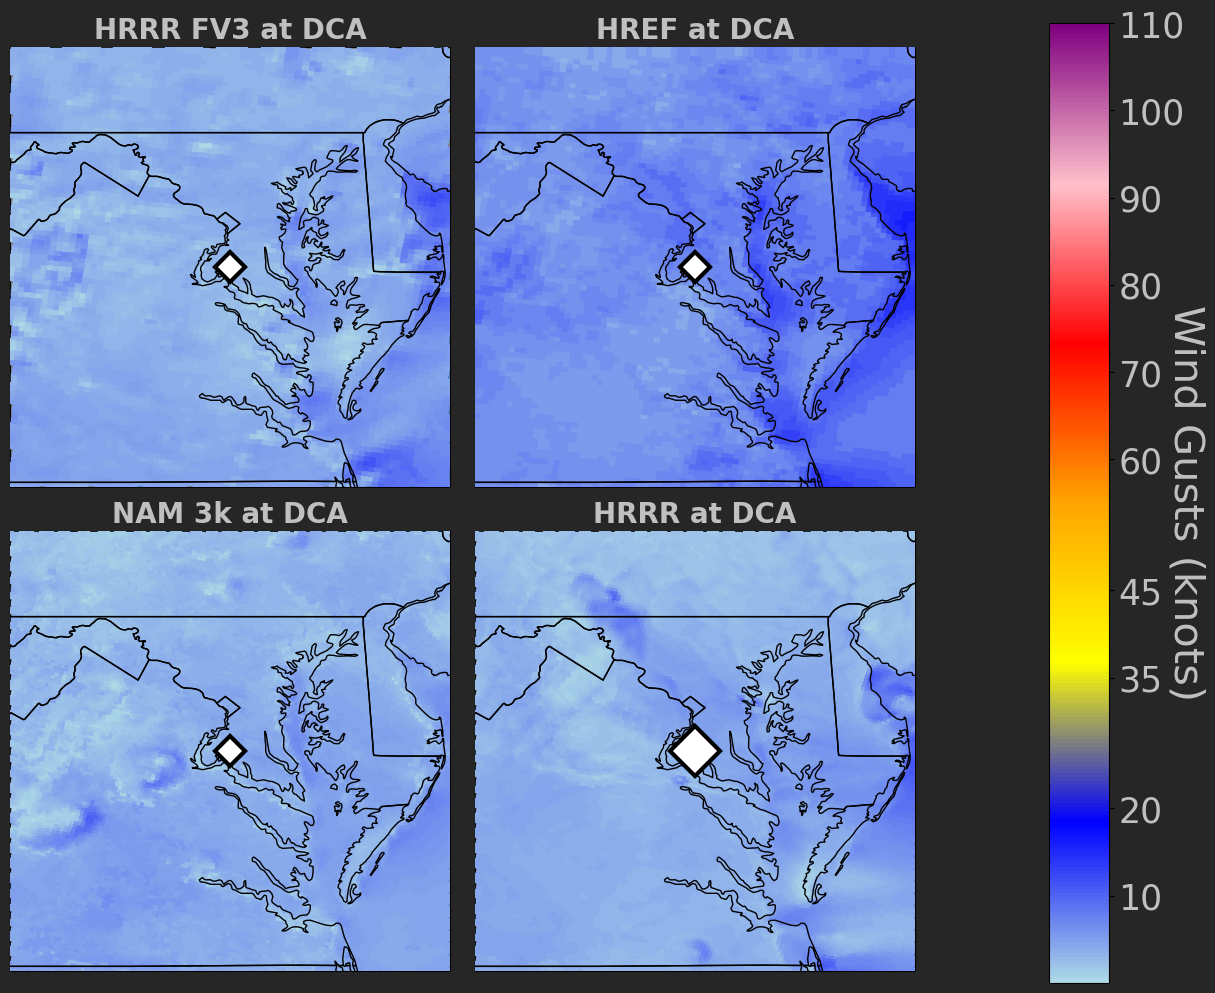 HRRR FV3 at DCA
HREF at DCA
NAM 3k at DCA
HRRR at DCA
110
100
90
80
70
60
45
35
20
10
Wind Gusts (knots)